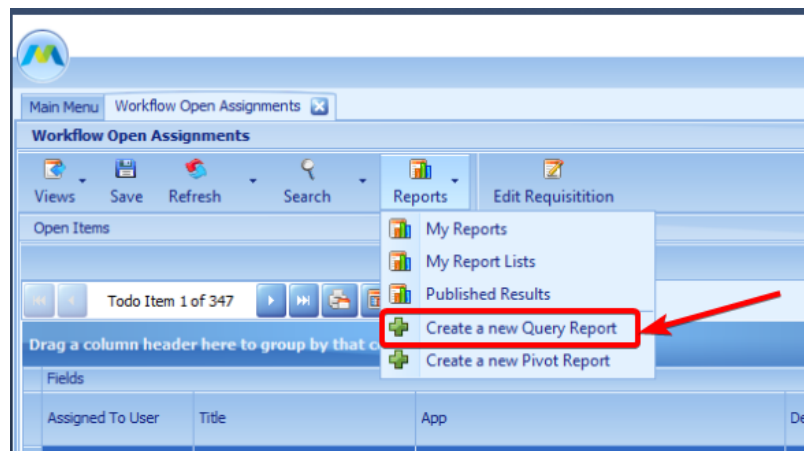 Main Menu Workflow Open Assignments
Workflow Open Assignments
Views Save Refresh Search Reports Edit Requisitition
Open Items
My Reports
My Report Lists
Todo Item 1 of 347
Published Results
Create a new Query Report
Drag a column header here to group by that
Create a new Pivot Report
Fields
Assigned To User Title App